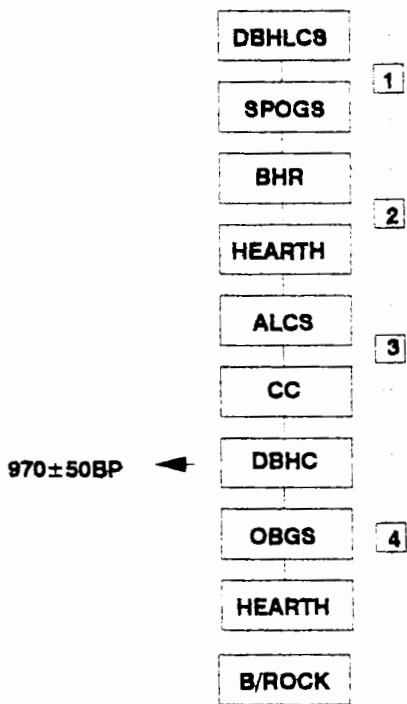 DBHLCS
1
SPOGS
BHR
2
HEARTH
ALCS
3
CC
970±50BP
DBHC
OBGS
4
HEARTH
B/ROCK